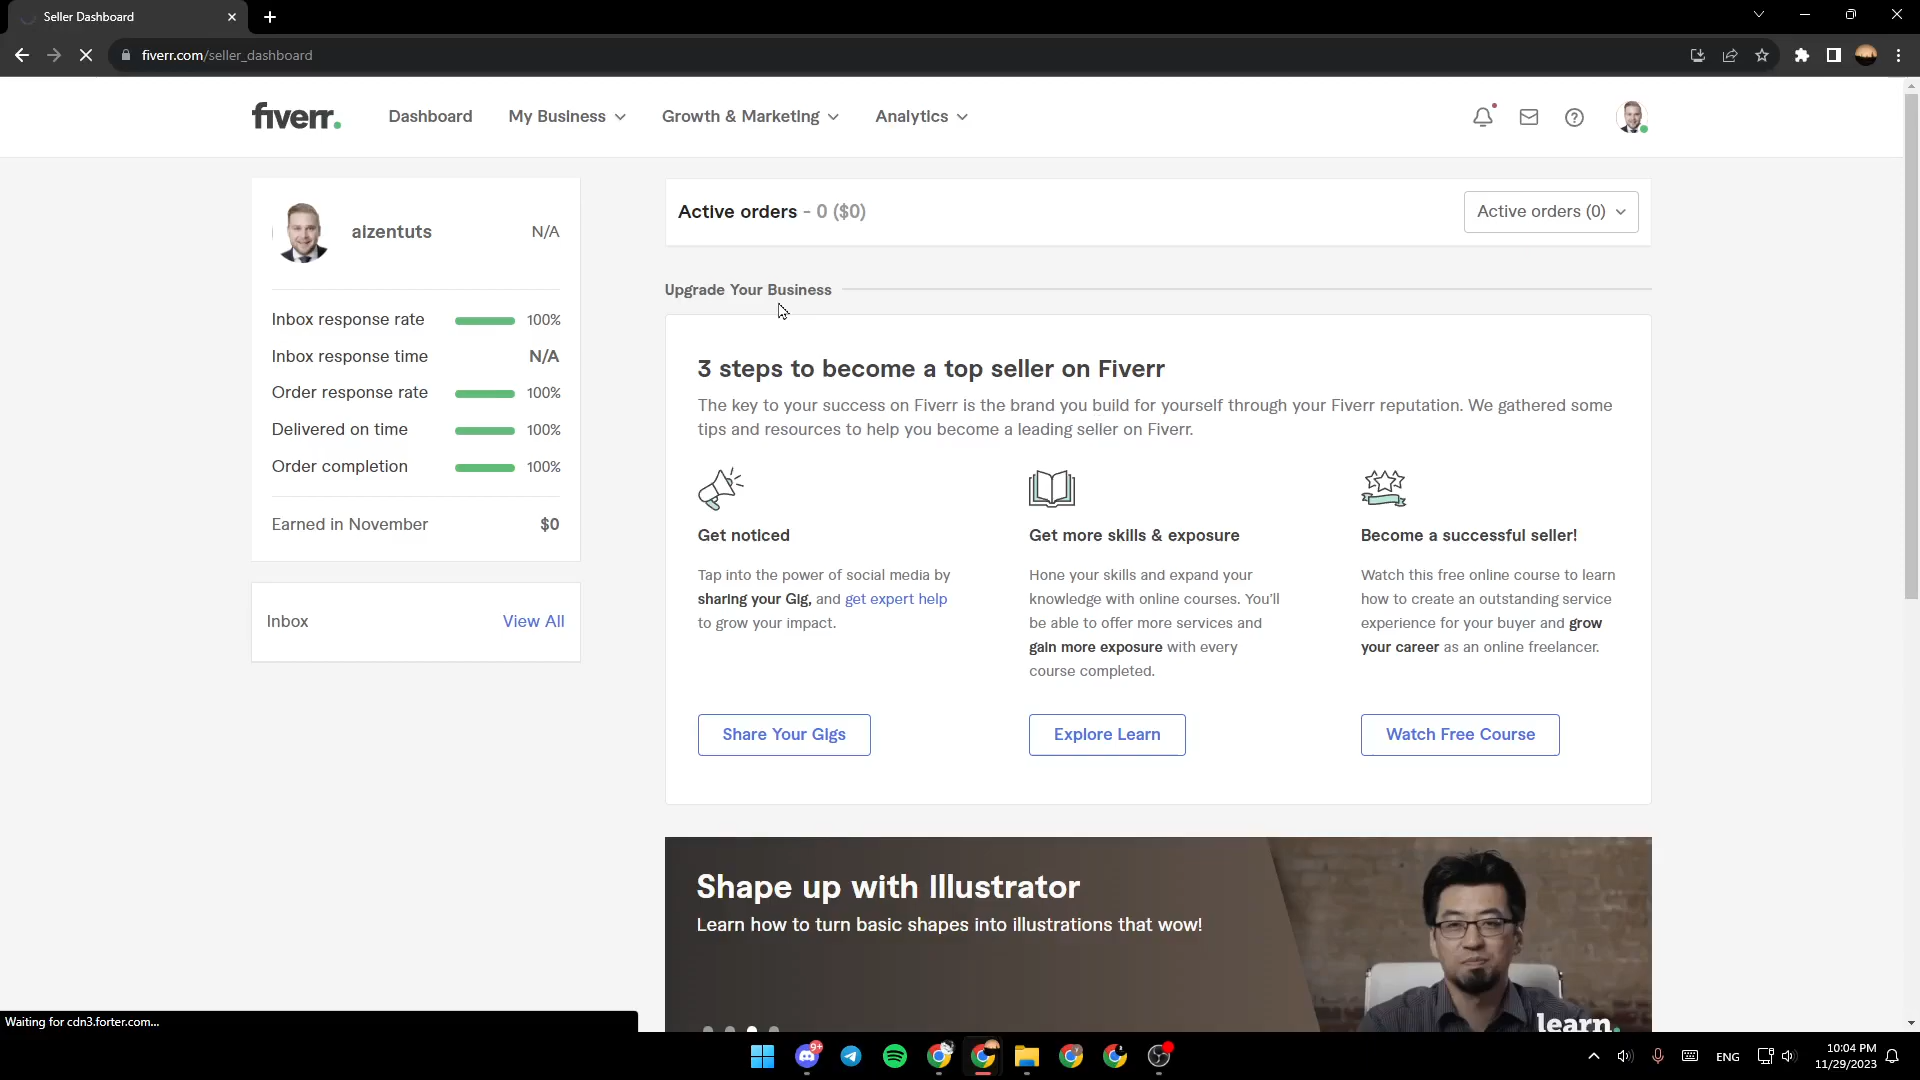 Seller Dashboard
fiverr.com/seller_dashboard
fiverr.
Dashboard
My Business
Growth & Marketing
Analytics
aizentuts
N/A
Inbox response rate
100%
Inbox response time
N/A
Order response rate
100%
Delivered on time
100%
Order completion
100%
Earned in November
$0
Inbox
View All
Active orders - 0 ($0)
Active orders (0)
Upgrade Your Business
3 steps to become a top seller on Fiverr
The key to your success on Fiverr is the brand you build for yourself through your Fiverr reputation. We gathered some
tips and resources to help you become a leading seller on Fiverr.
Get noticed
Tap into the power of social media by
sharing your Gig, and get expert help
to grow your impact.
Share Your Gigs
Get more skills & exposure
Hone your skills and expand your
knowledge with online courses. You'll
be able to offer more services and
gain more exposure with every
course completed.
Explore Learn
Become a successful seller!
Watch this free online course to learn
how to create an outstanding service
experience for your buyer and grow
your career as an online freelancer.
Watch Free Course
Shape up with Illustrator
Learn how to turn basic shapes into illustrations that wow!
learn.
Waiting for cdn3.forter.com...
9+
ENG
10:04 PM
11/29/2023